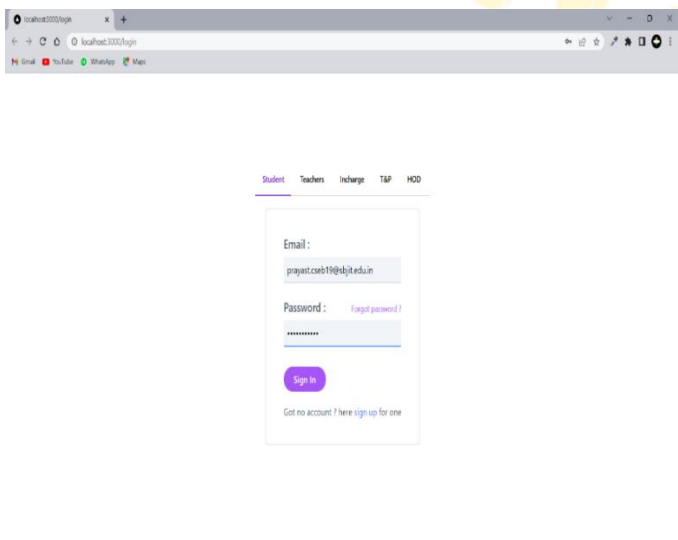 localhost:3000/login
localhost:3000/login
Gmail YouTube WhatsApp Maps
Student Teachers Incharge T&P HOD
Email :
prayast.cseb19@sbjit.edu.in
Password : Forgot password ?
•••••••••••
Sign In
Got no account ? here sign up for one